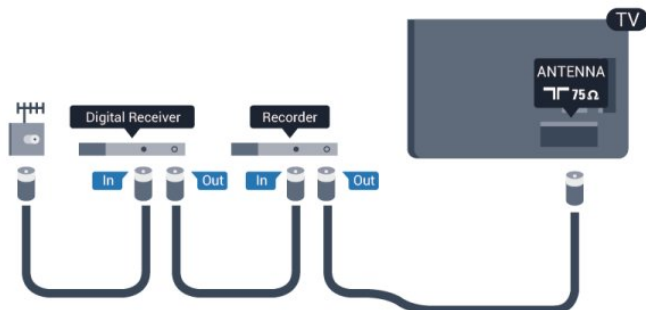 TV
ANTENNA
75 Ω
Digital Receiver
Recorder
In
Out
In
Out